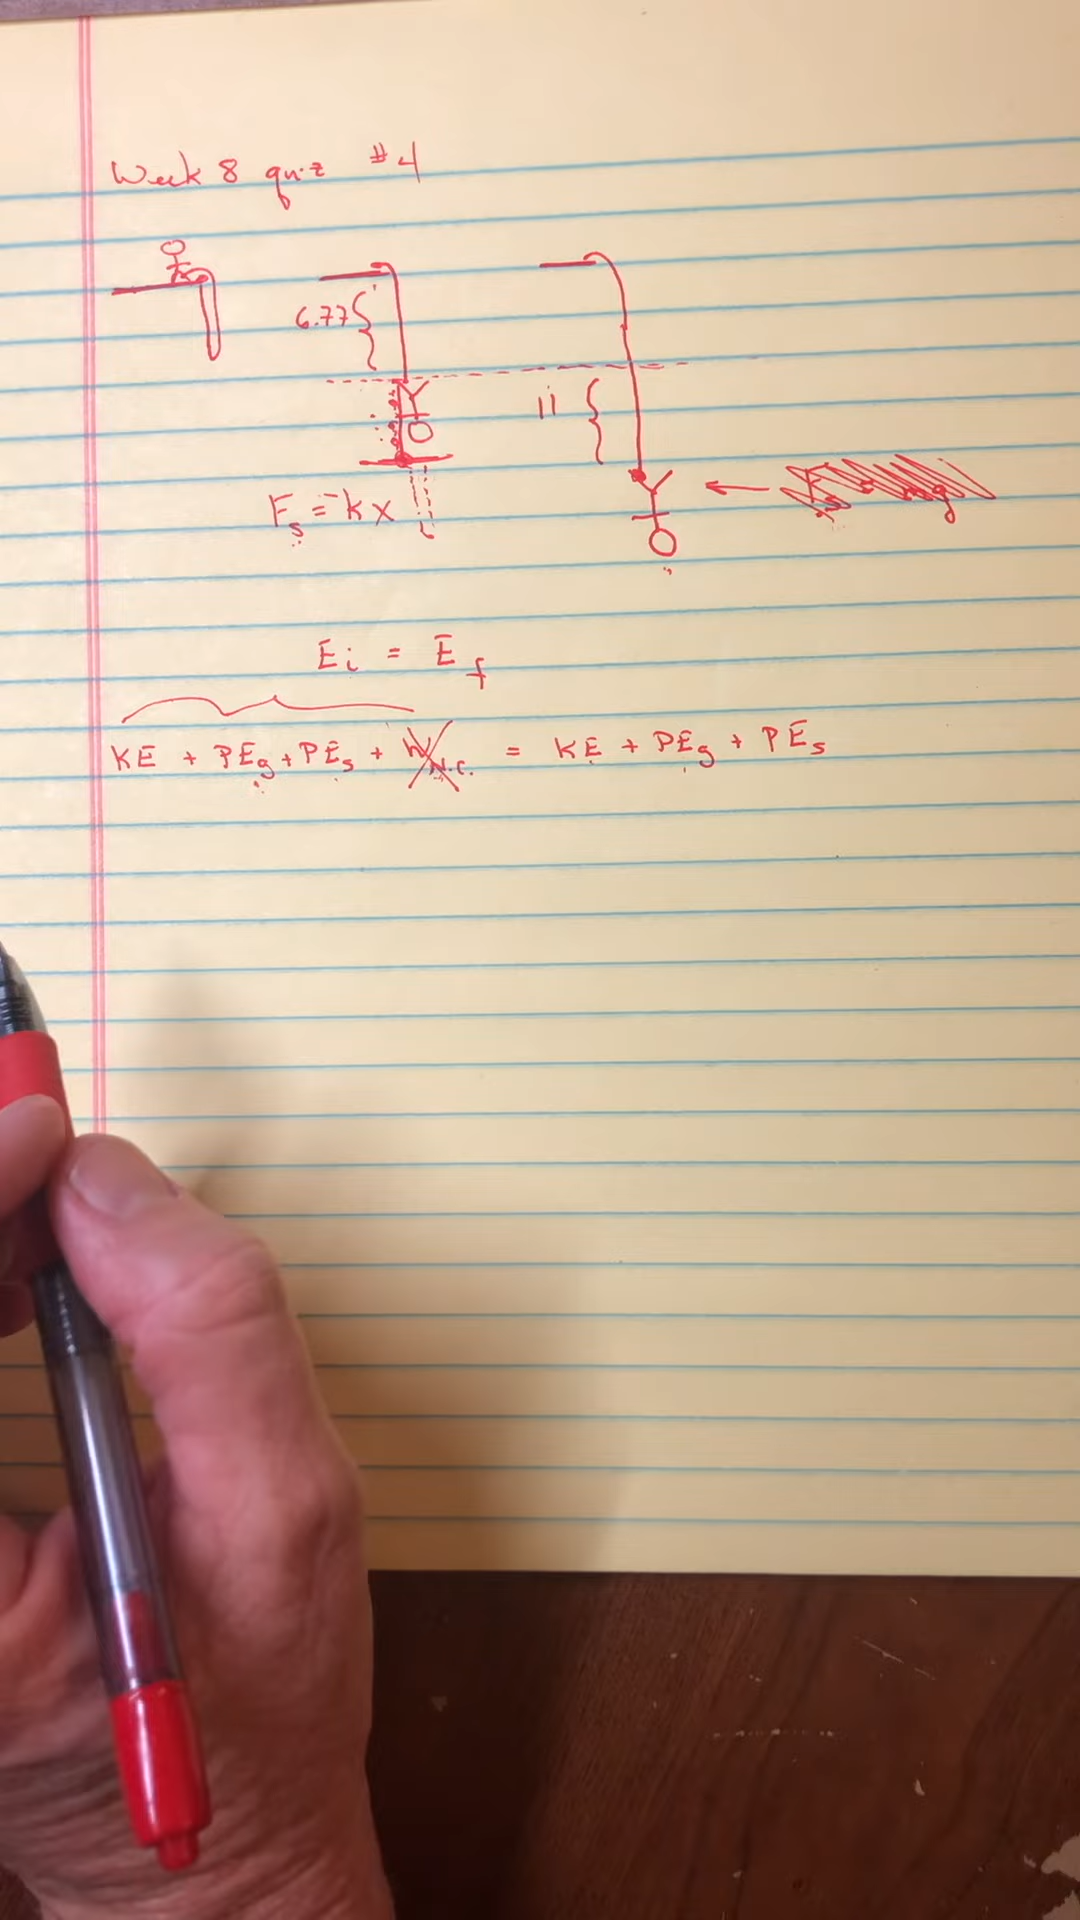 Week 8 quiz #4
6.77
11
Fs = -kx
Ei = Ef
KE + PEg + PEs + WN.C. = KE + PEg + PEs